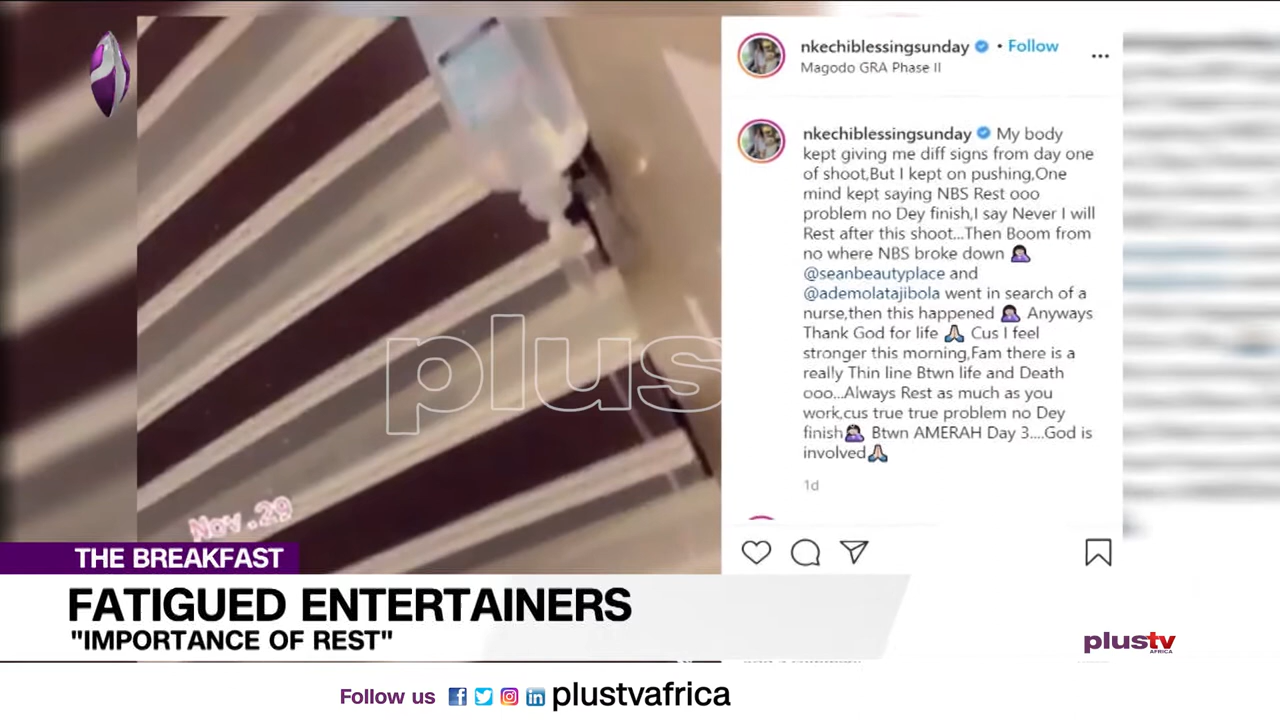 nkechiblessingsunday • Follow
Magodo GRA Phase II
nkechiblessingsunday My body
kept giving me diff signs from day one
of shoot,But I kept on pushing,One
mind kept saying NBS Rest ooo
problem no Dey finish,I say Never I will
Rest after this shoot...Then Boom from
no where NBS broke down 🤦🏻‍♀️
@seanbeautyplace and
@ademolatajibola went in search of a
nurse,then this happened 🤦🏻‍♀️ Anyways
Thank God for life 🙏🏻 Cus I feel
stronger this morning,Fam there is a
really Thin line Btwn life and Death
ooo...Always Rest as much as you
work,cus true true problem no Dey
finish🤦🏻‍♀️ Btwn AMERAH Day 3....God is
involved🙏🏻
1d
plus
Nov.29
THE BREAKFAST
FATIGUED ENTERTAINERS
"IMPORTANCE OF REST"
plustv
AFRICA
Follow us plustvafrica